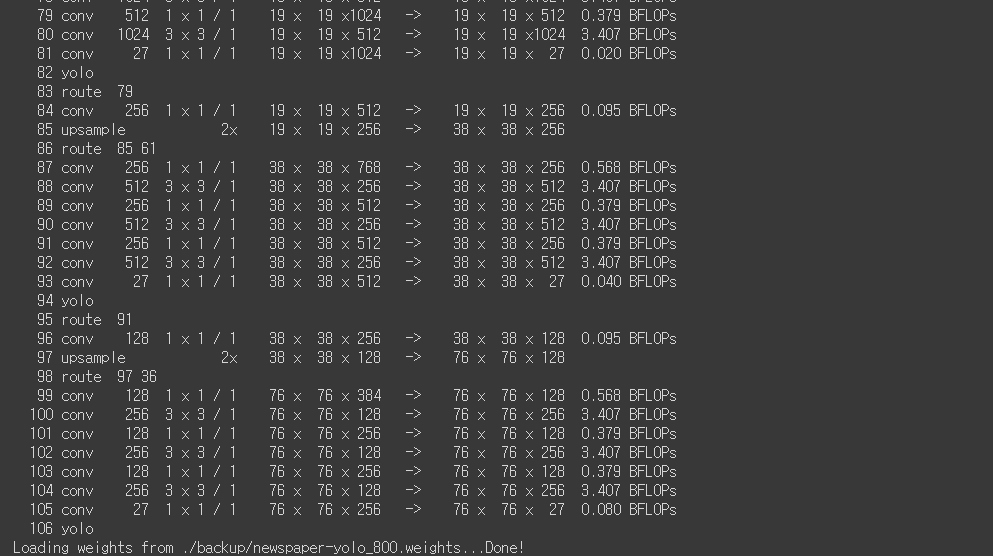 79 conv 512 1 x 1 / 1 19 x 19 x1024 -> 19 x 19 x 512 0.379 BFLOPs
80 conv 1024 3 x 3 / 1 19 x 19 x 512 -> 19 x 19 x1024 3.407 BFLOPs
81 conv 27 1 x 1 / 1 19 x 19 x1024 -> 19 x 19 x 27 0.020 BFLOPs
82 yolo
83 route 79
84 conv 256 1 x 1 / 1 19 x 19 x 512 -> 19 x 19 x 256 0.095 BFLOPs
85 upsample 2x 19 x 19 x 256 -> 38 x 38 x 256
86 route 85 61
87 conv 256 1 x 1 / 1 38 x 38 x 768 -> 38 x 38 x 256 0.568 BFLOPs
88 conv 512 3 x 3 / 1 38 x 38 x 256 -> 38 x 38 x 512 3.407 BFLOPs
89 conv 256 1 x 1 / 1 38 x 38 x 512 -> 38 x 38 x 256 0.379 BFLOPs
90 conv 512 3 x 3 / 1 38 x 38 x 256 -> 38 x 38 x 512 3.407 BFLOPs
91 conv 256 1 x 1 / 1 38 x 38 x 512 -> 38 x 38 x 256 0.379 BFLOPs
92 conv 512 3 x 3 / 1 38 x 38 x 256 -> 38 x 38 x 512 3.407 BFLOPs
93 conv 27 1 x 1 / 1 38 x 38 x 512 -> 38 x 38 x 27 0.040 BFLOPs
94 yolo
95 route 91
96 conv 128 1 x 1 / 1 38 x 38 x 256 -> 38 x 38 x 128 0.095 BFLOPs
97 upsample 2x 38 x 38 x 128 -> 76 x 76 x 128
98 route 97 36
99 conv 128 1 x 1 / 1 76 x 76 x 384 -> 76 x 76 x 128 0.568 BFLOPs
100 conv 256 3 x 3 / 1 76 x 76 x 128 -> 76 x 76 x 256 3.407 BFLOPs
101 conv 128 1 x 1 / 1 76 x 76 x 256 -> 76 x 76 x 128 0.379 BFLOPs
102 conv 256 3 x 3 / 1 76 x 76 x 128 -> 76 x 76 x 256 3.407 BFLOPs
103 conv 128 1 x 1 / 1 76 x 76 x 256 -> 76 x 76 x 128 0.379 BFLOPs
104 conv 256 3 x 3 / 1 76 x 76 x 128 -> 76 x 76 x 256 3.407 BFLOPs
105 conv 27 1 x 1 / 1 76 x 76 x 256 -> 76 x 76 x 27 0.080 BFLOPs
106 yolo
Loading weights from ./backup/newspaper-yolo_800.weights...Done!